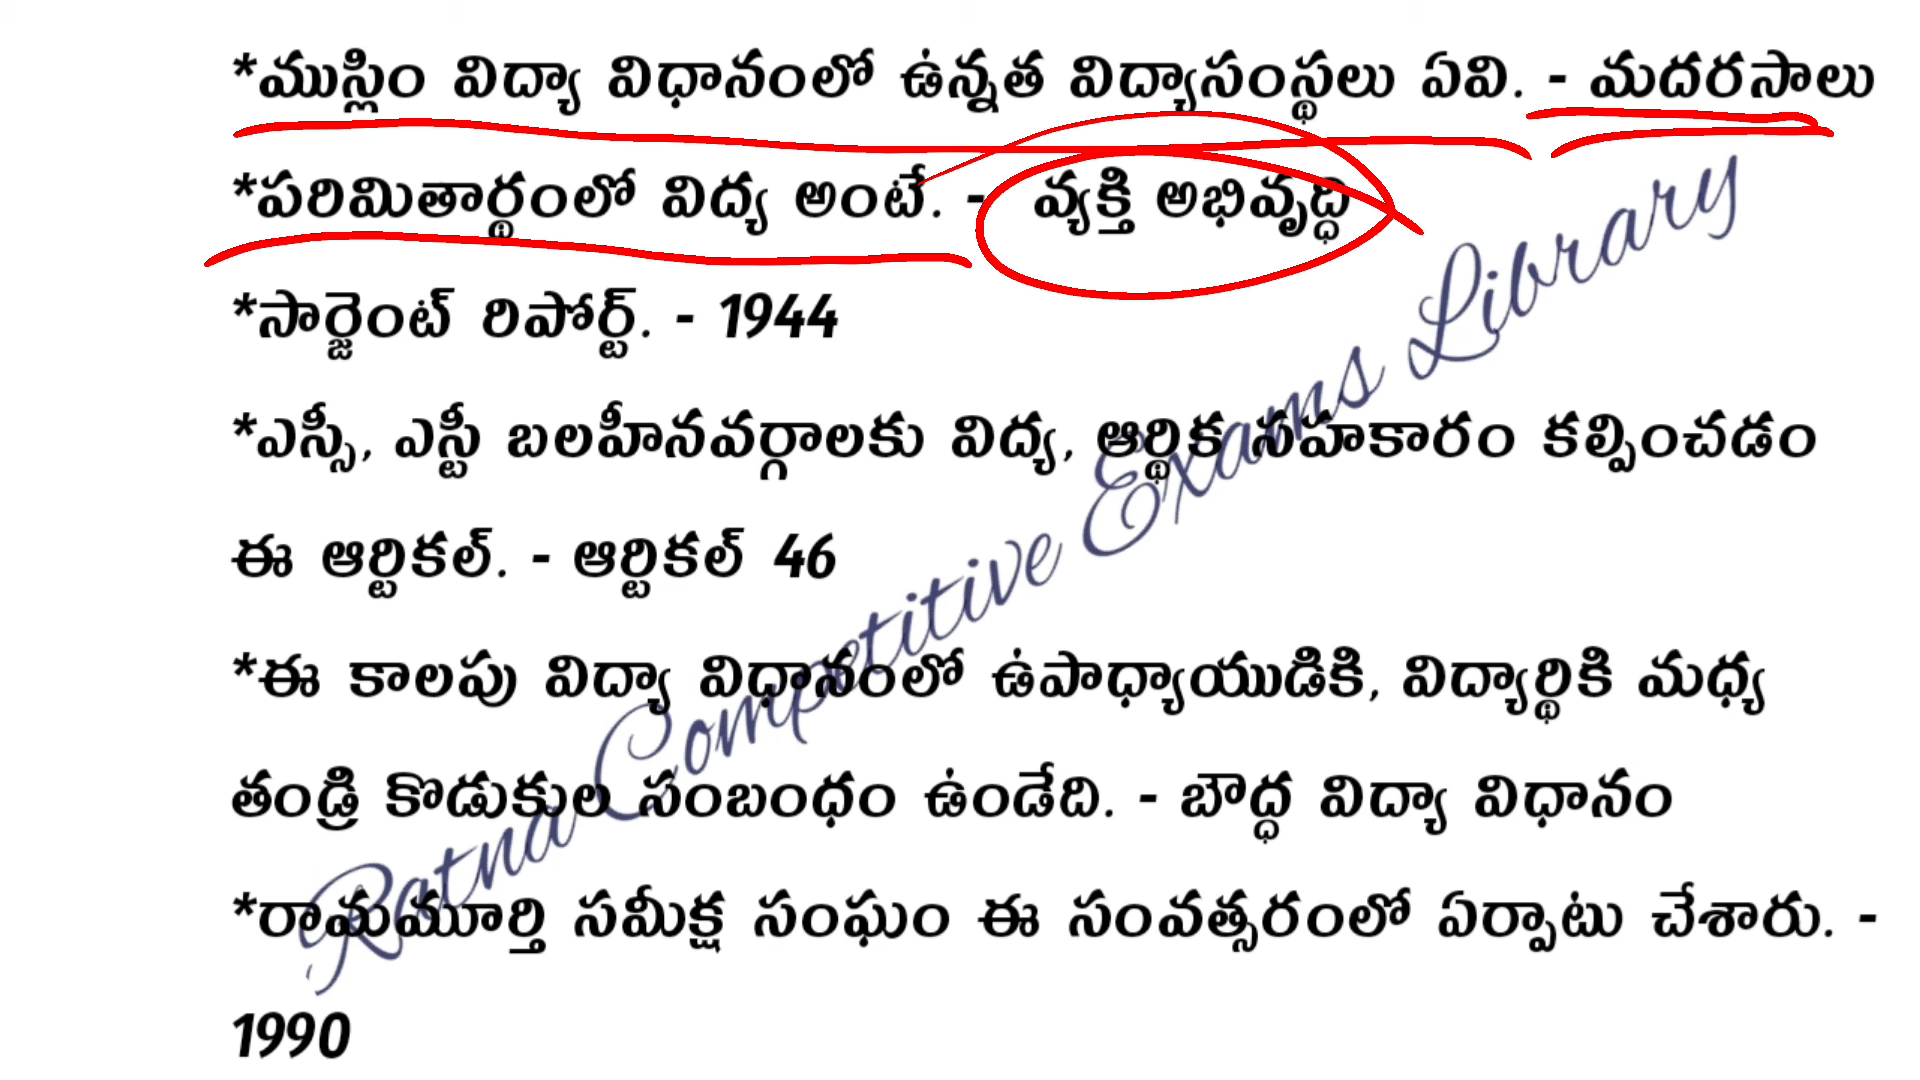 *ముస్లిం విద్యా విధానంలో ఉన్నత విద్యాసంస్థలు ఏవి. - మదరసాలు
*పరిమితార్థంలో విద్య అంటే. - వ్యక్తి అభివృద్ధి
*సార్జెంట్ రిపోర్ట్. - 1944
*ఎస్సీ, ఎస్టీ బలహీనవర్గాలకు విద్య, ఆర్థిక సహకారం కల్పించడం
ఈ ఆర్టికల్. - ఆర్టికల్ 46
*ఈ కాలపు విద్యా విధానంలో ఉపాధ్యాయుడికి, విద్యార్థికి మధ్య
తండ్రి కొడుకుల సంబంధం ఉండేది. - బౌద్ధ విద్యా విధానం
*రామమూర్తి సమీక్ష సంఘం ఈ సంవత్సరంలో ఏర్పాటు చేశారు. -
1990
Ratna Competitive Exams Library